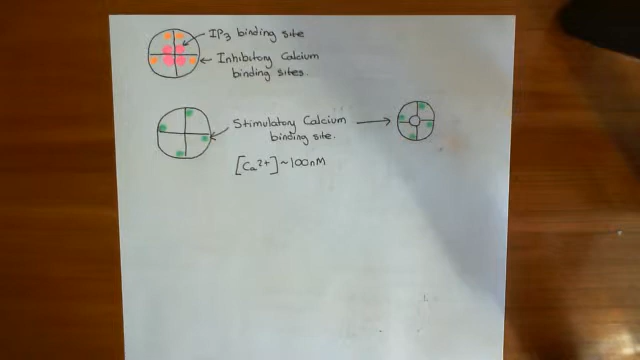 IP3 binding site
Inhibitory Calcium
binding sites.
Stimulatory Calcium
binding site.
[Ca2+] ~ 100nM